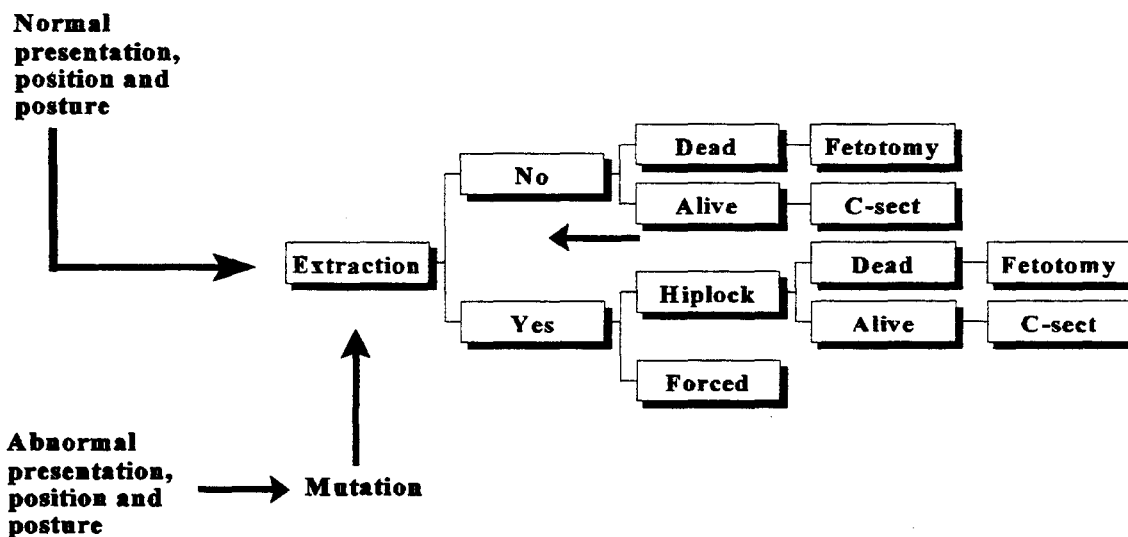 Normal
presentation,
position and
posture
Dead
Fetotomy
No
Alive
C-sect
Extraction
Dead
Fetotomy
Hiplock
Yes
Alive
C-sect
Forced
Abnormal
presentation,
position and
posture
Mutation